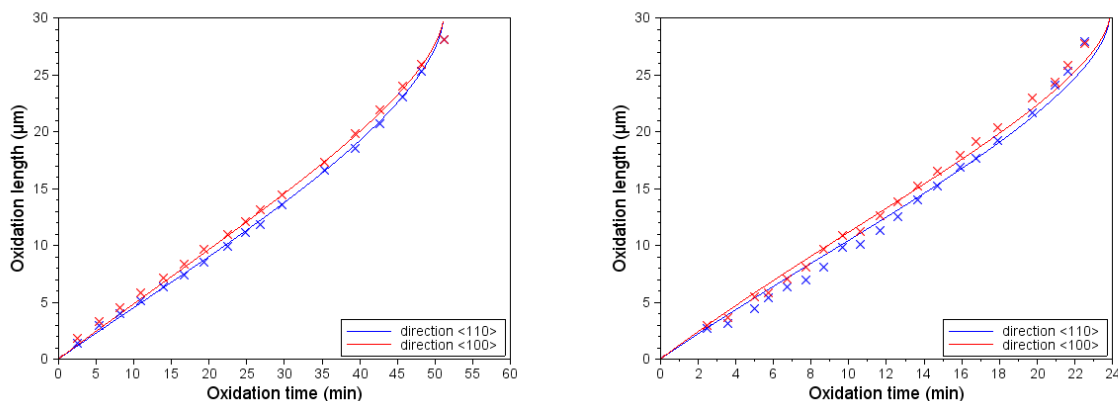 30
25
20
15
10
5
0
Oxidation length (µm)
direction <110>
direction <100>
0 5 10 15 20 25 30 35 40 45 50 55 60
Oxidation time (min)
30
25
20
15
10
5
0
Oxidation length (µm)
direction <110>
direction <100>
0 2 4 6 8 10 12 14 16 18 20 22 24
Oxidation time (min)